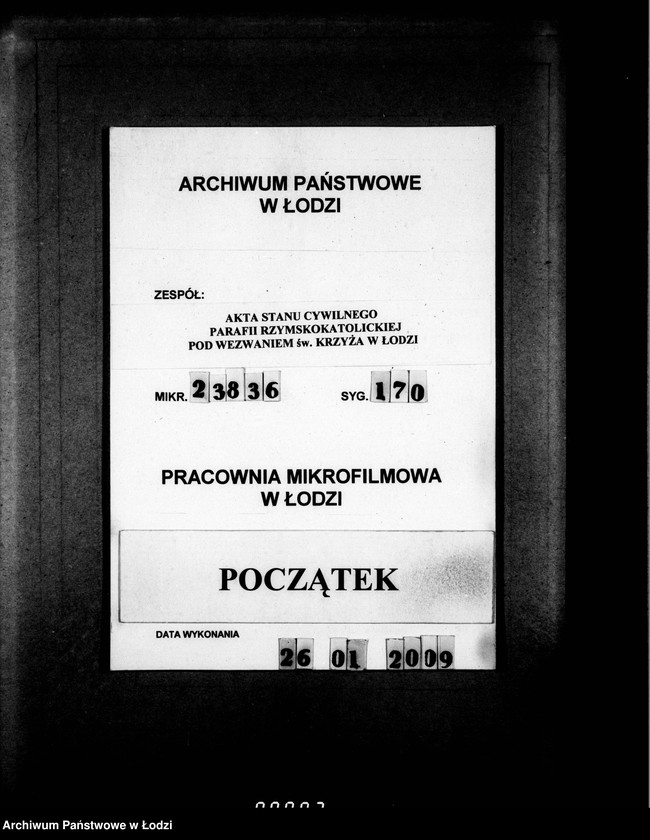 ARCHIWUM PAŃSTWOWE
W ŁODZI
ZESPÓŁ:
AKTA STANU CYWILNEGO
PARAFII RZYMSKOKATOLICKIEJ
POD WEZWANIEM św. KRZYŻA W ŁODZI
MIKR. 23836 SYG. 170
PRACOWNIA MIKROFILMOWA
W ŁODZI
POCZĄTEK
DATA WYKONANIA
26 01 2009
Archiwum Państwowe w Łodzi